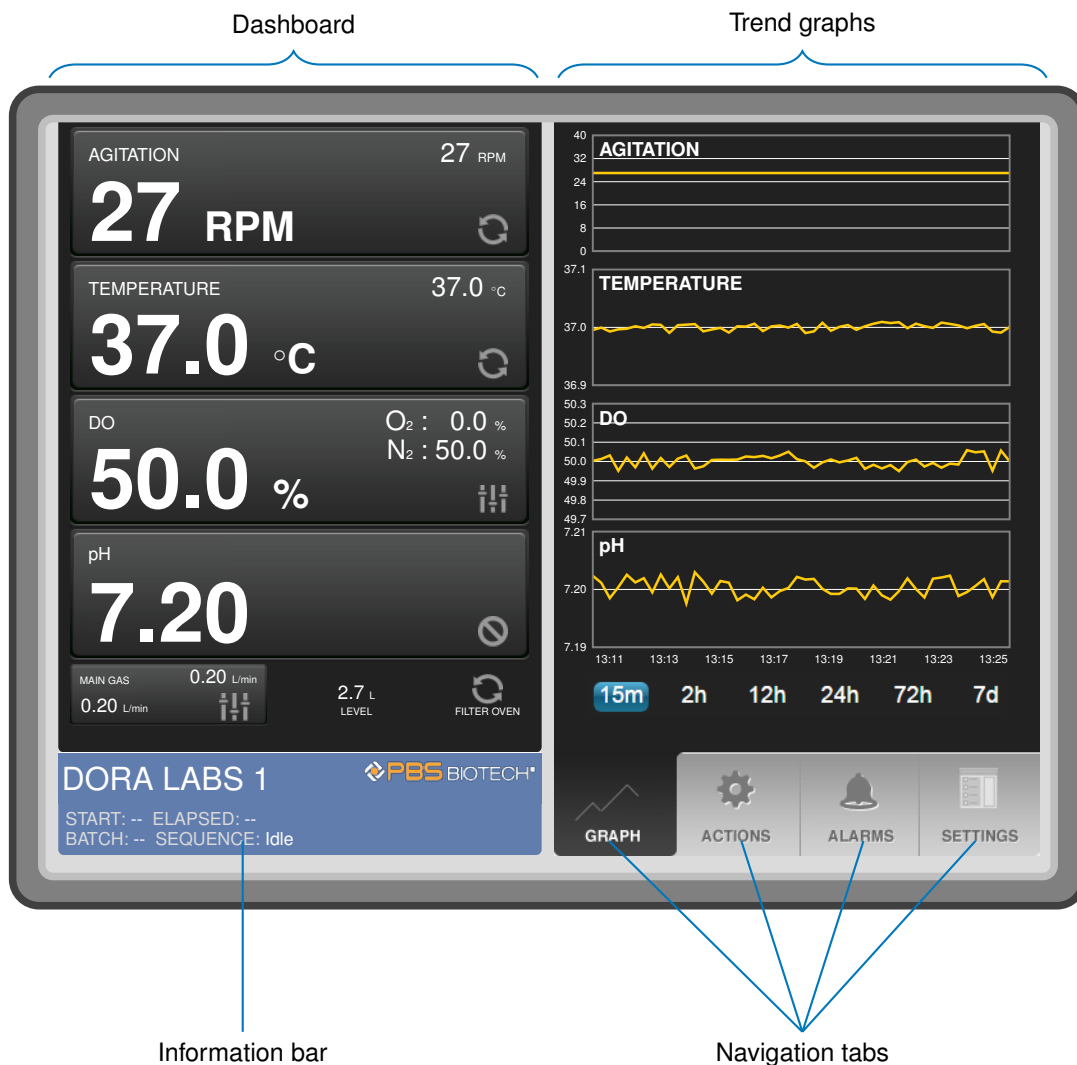 Dashboard
Trend graphs
AGITATION
27 RPM
27 RPM
TEMPERATURE
37.0 °C
37.0 °C
DO
O₂ : 0.0 %
N₂ : 50.0 %
50.0 %
pH
7.20
MAIN GAS
0.20 L/min
0.20 L/min
2.7 L
LEVEL
FILTER OVEN
DORA LABS 1
PBS BIOTECH
START: -- ELAPSED: --
BATCH: -- SEQUENCE: Idle
40
AGITATION
32
24
16
8
0
37.1
TEMPERATURE
37.0
36.9
50.3
50.2
DO
50.1
50.0
49.9
49.8
49.7
7.21
pH
7.20
7.19
13:11 13:13 13:15 13:17 13:19 13:21 13:23 13:25
15m 2h 12h 24h 72h 7d
GRAPH ACTIONS ALARMS SETTINGS
Information bar
Navigation tabs